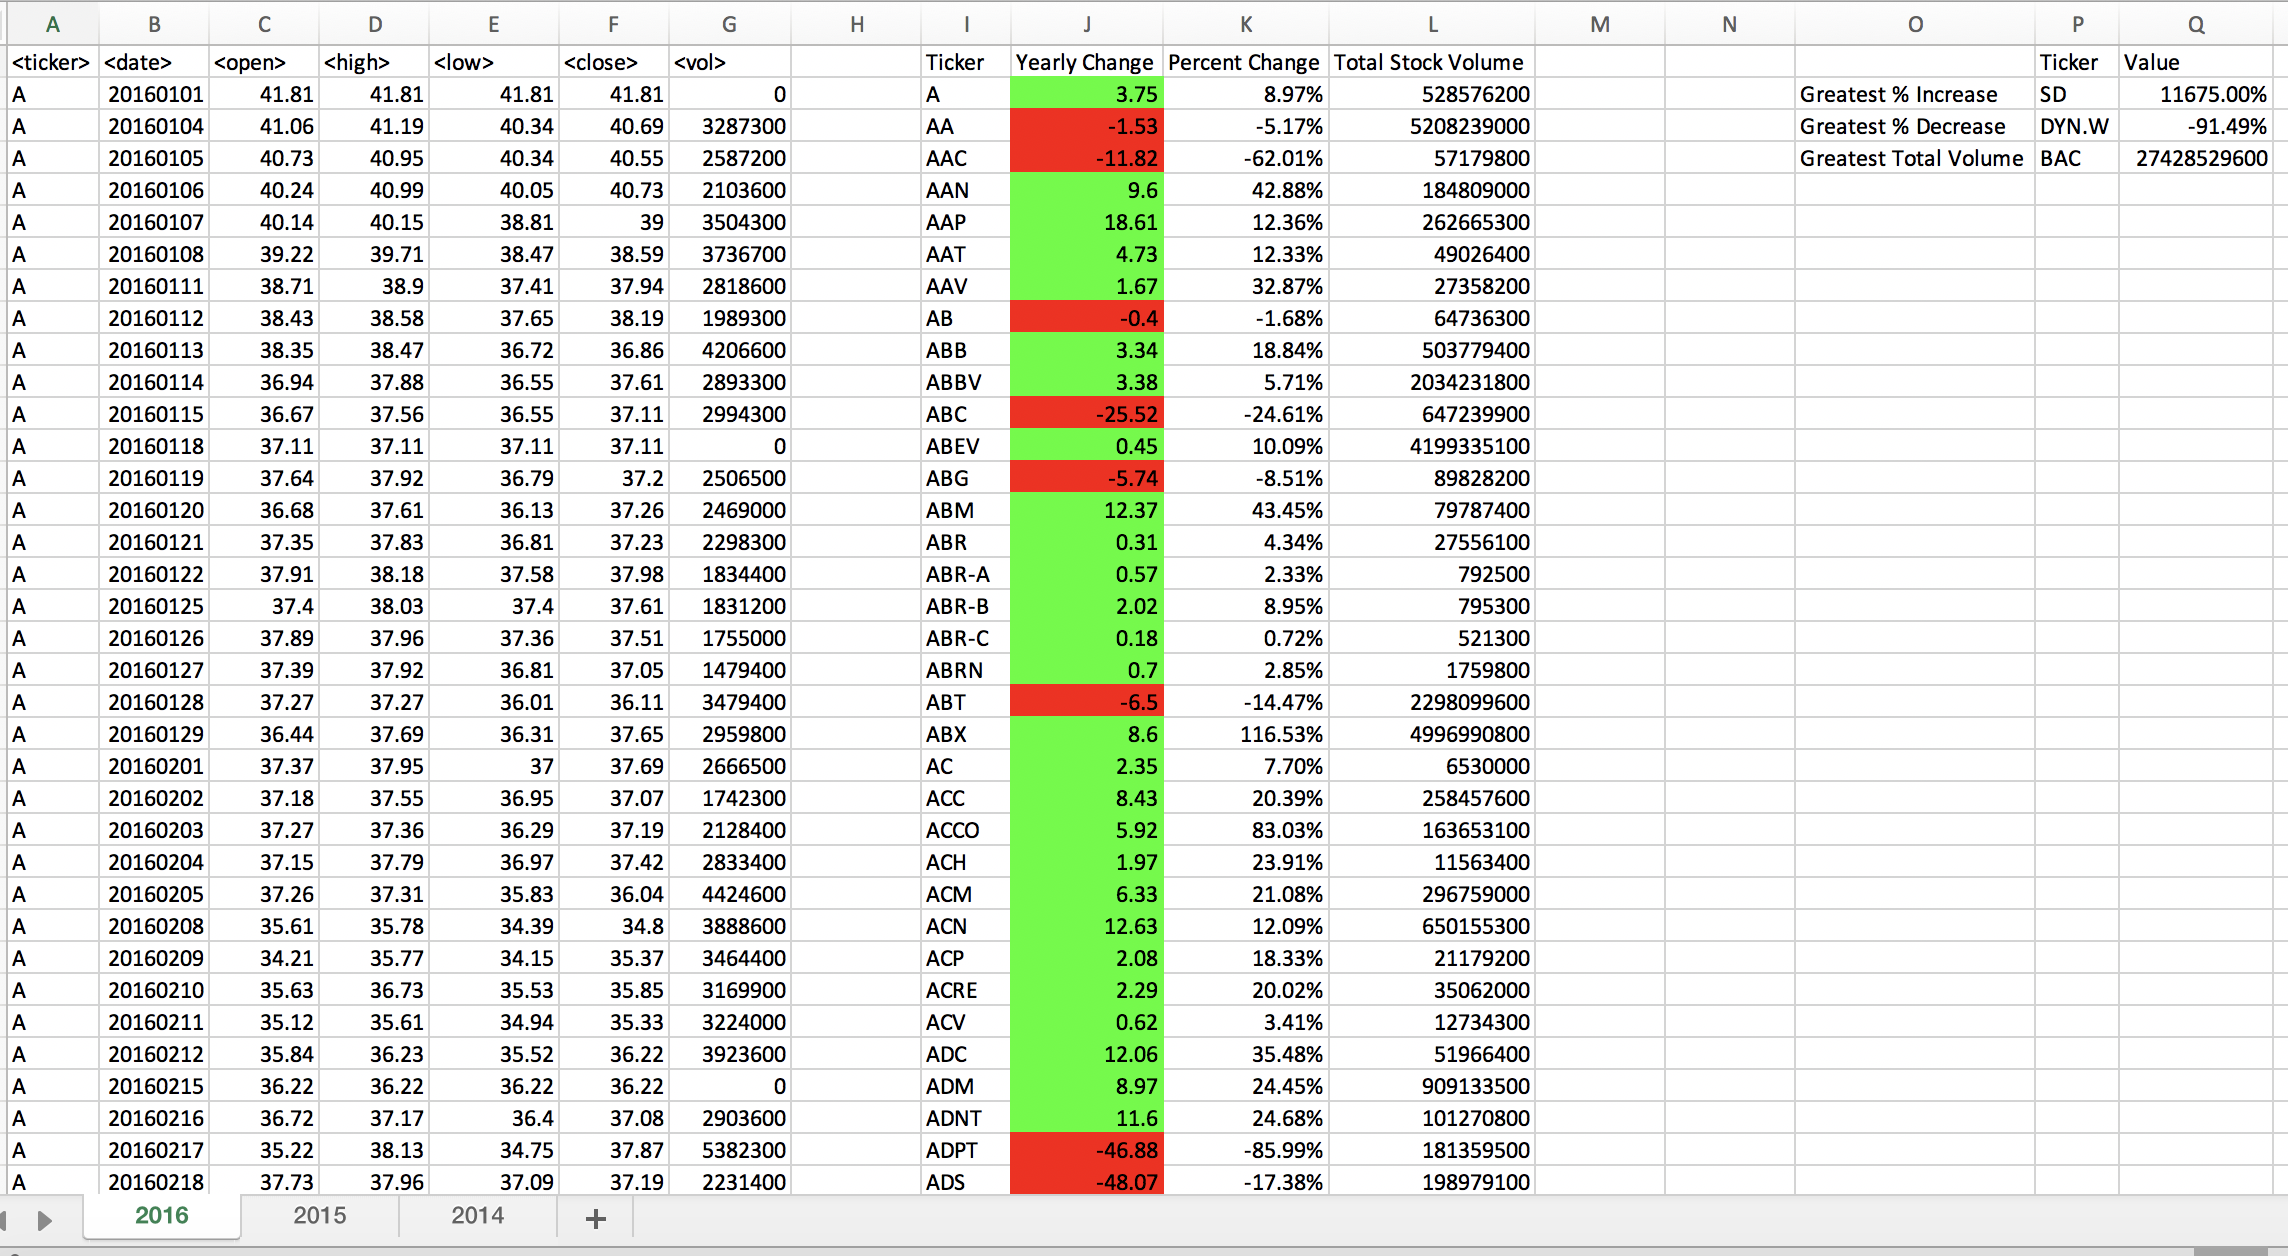 A B C D E F G H I J K L M N O P Q
<ticker> <date> <open> <high> <low> <close> <vol> Ticker Yearly Change Percent Change Total Stock Volume Ticker Value
A 20160101 41.81 41.81 41.81 41.81 0 A 3.75 8.97% 528576200 Greatest % Increase SD 11675.00%
A 20160104 41.06 41.19 40.34 40.69 3287300 AA -1.53 -5.17% 5208239000 Greatest % Decrease DYN.W -91.49%
A 20160105 40.73 40.95 40.34 40.55 2587200 AAC -11.82 -62.01% 57179800 Greatest Total Volume BAC 27428529600
A 20160106 40.24 40.99 40.05 40.73 2103600 AAN 9.6 42.88% 184809000
A 20160107 40.14 40.15 38.81 39 3504300 AAP 18.61 12.36% 262665300
A 20160108 39.22 39.71 38.47 38.59 3736700 AAT 4.73 12.33% 49026400
A 20160111 38.71 38.9 37.41 37.94 2818600 AAV 1.67 32.87% 27358200
A 20160112 38.43 38.58 37.65 38.19 1989300 AB -0.4 -1.68% 64736300
A 20160113 38.35 38.47 36.72 36.86 4206600 ABB 3.34 18.84% 503779400
A 20160114 36.94 37.88 36.55 37.61 2893300 ABBV 3.38 5.71% 2034231800
A 20160115 36.67 37.56 36.55 37.11 2994300 ABC -25.52 -24.61% 647239900
A 20160118 37.11 37.11 37.11 37.11 0 ABEV 0.45 10.09% 4199335100
A 20160119 37.64 37.92 36.79 37.2 2506500 ABG -5.74 -8.51% 89828200
A 20160120 36.68 37.61 36.13 37.26 2469000 ABM 12.37 43.45% 79787400
A 20160121 37.35 37.83 36.81 37.23 2298300 ABR 0.31 4.34% 27556100
A 20160122 37.91 38.18 37.58 37.98 1834400 ABR-A 0.57 2.33% 792500
A 20160125 37.4 38.03 37.4 37.61 1831200 ABR-B 2.02 8.95% 795300
A 20160126 37.89 37.96 37.36 37.51 1755000 ABR-C 0.18 0.72% 521300
A 20160127 37.39 37.92 36.81 37.05 1479400 ABRN 0.7 2.85% 1759800
A 20160128 37.27 37.27 36.01 36.11 3479400 ABT -6.5 -14.47% 2298099600
A 20160129 36.44 37.69 36.31 37.65 2959800 ABX 8.6 116.53% 4996990800
A 20160201 37.37 37.95 37 37.69 2666500 AC 2.35 7.70% 6530000
A 20160202 37.18 37.55 36.95 37.07 1742300 ACC 8.43 20.39% 258457600
A 20160203 37.27 37.36 36.29 37.19 2128400 ACCO 5.92 83.03% 163653100
A 20160204 37.15 37.79 36.97 37.42 2833400 ACH 1.97 23.91% 11563400
A 20160205 37.26 37.31 35.83 36.04 4424600 ACM 6.33 21.08% 296759000
A 20160208 35.61 35.78 34.39 34.8 3888600 ACN 12.63 12.09% 650155300
A 20160209 34.21 35.77 34.15 35.37 3464400 ACP 2.08 18.33% 21179200
A 20160210 35.63 36.73 35.53 35.85 3169900 ACRE 2.29 20.02% 35062000
A 20160211 35.12 35.61 34.94 35.33 3224000 ACV 0.62 3.41% 12734300
A 20160212 35.84 36.23 35.52 36.22 3923600 ADC 12.06 35.48% 51966400
A 20160215 36.22 36.22 36.22 36.22 0 ADM 8.97 24.45% 909133500
A 20160216 36.72 37.17 36.4 37.08 2903600 ADNT 11.6 24.68% 101270800
A 20160217 35.22 38.13 34.75 37.87 5382300 ADPT -46.88 -85.99% 181359500
A 20160218 37.73 37.96 37.09 37.19 2231400 ADS -48.07 -17.38% 198979100
2016 2015 2014 +